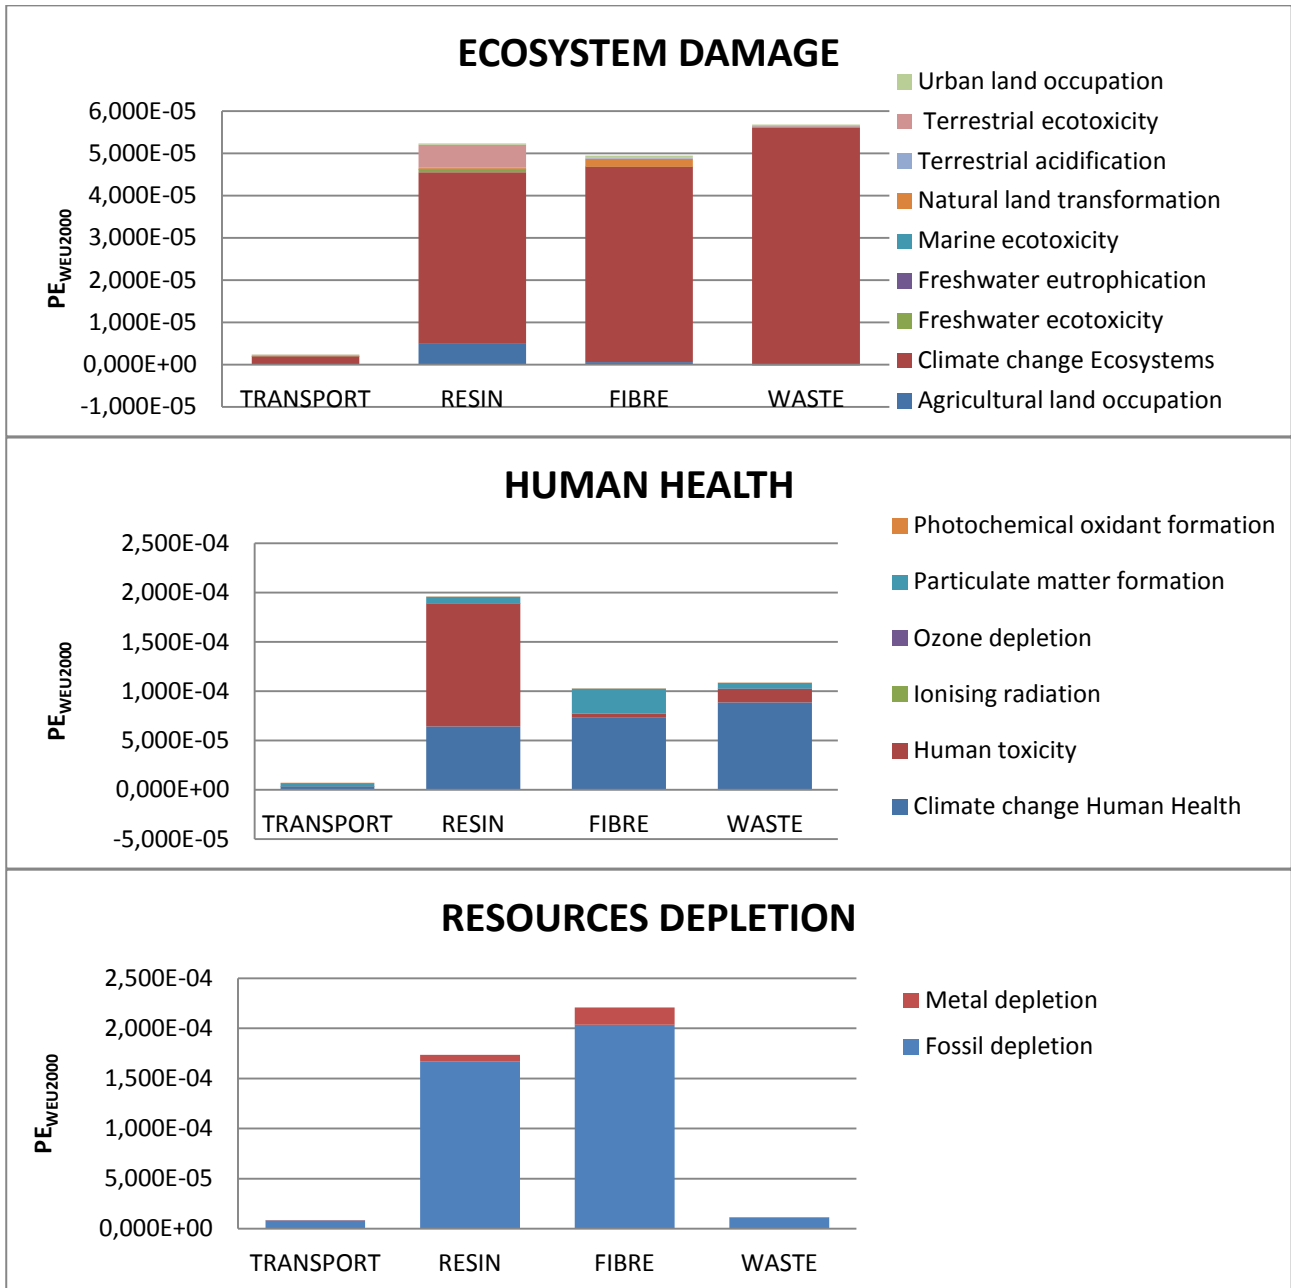 ECOSYSTEM DAMAGE
PE_WEU2000
6,000E-05
5,000E-05
4,000E-05
3,000E-05
2,000E-05
1,000E-05
0,000E+00
-1,000E-05
TRANSPORT RESIN FIBRE WASTE
Urban land occupation
Terrestrial ecotoxicity
Terrestrial acidification
Natural land transformation
Marine ecotoxicity
Freshwater eutrophication
Freshwater ecotoxicity
Climate change Ecosystems
Agricultural land occupation
HUMAN HEALTH
PE_WEU2000
2,500E-04
2,000E-04
1,500E-04
1,000E-04
5,000E-05
0,000E+00
-5,000E-05
TRANSPORT RESIN FIBRE WASTE
Photochemical oxidant formation
Particulate matter formation
Ozone depletion
Ionising radiation
Human toxicity
Climate change Human Health
RESOURCES DEPLETION
PE_WEU2000
2,500E-04
2,000E-04
1,500E-04
1,000E-04
5,000E-05
0,000E+00
TRANSPORT RESIN FIBRE WASTE
Metal depletion
Fossil depletion